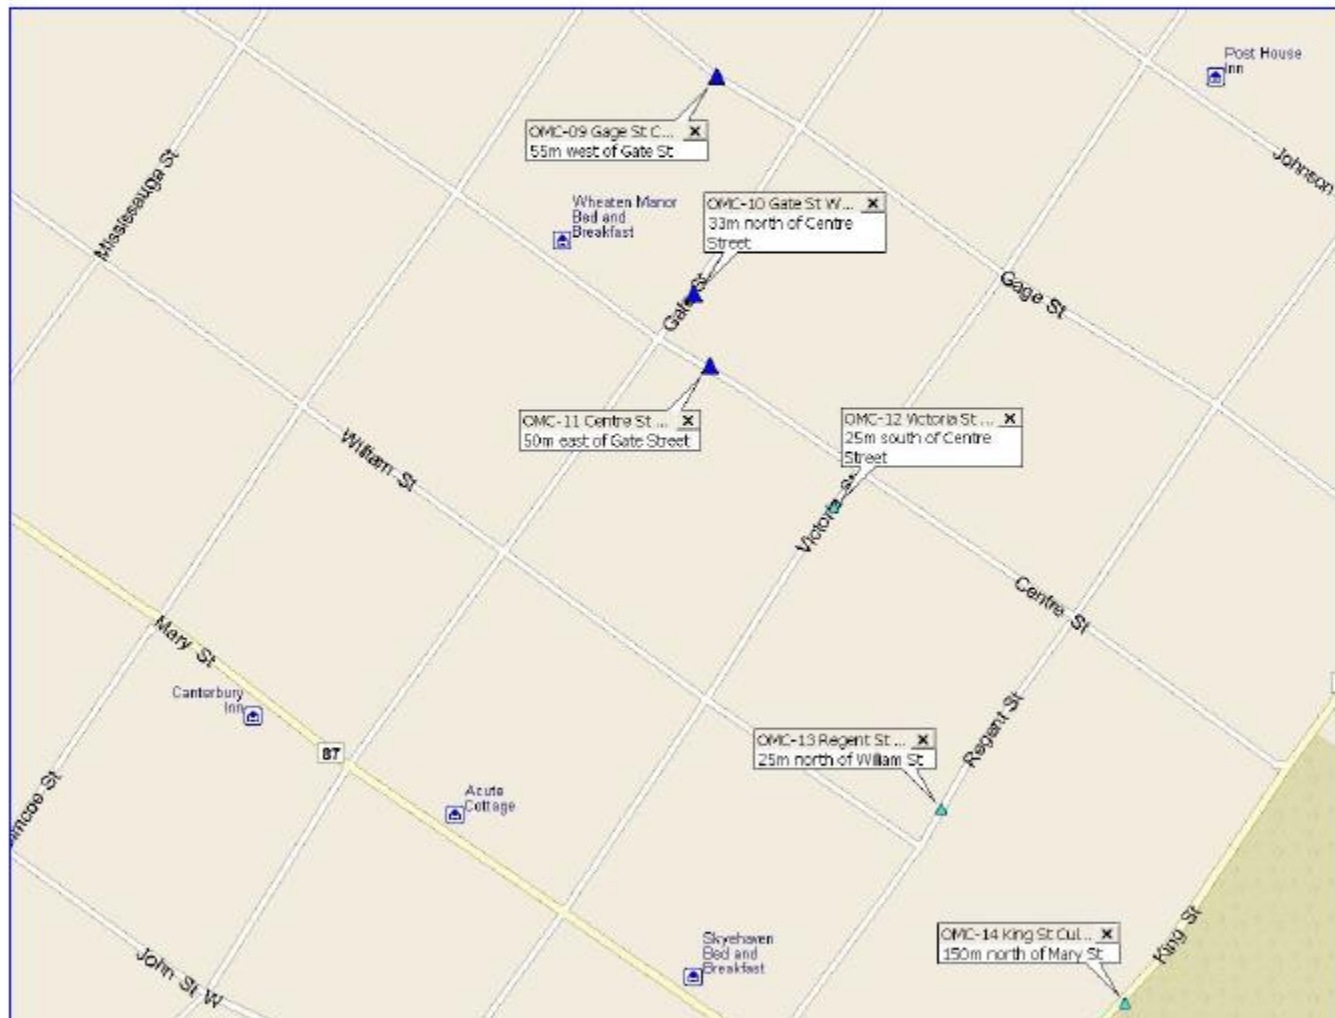 Post House
Inn
OMC-09 Gage St C...
55m west of Gate St
Johnson
Mississauga St
Wheaten Manor
Bed and
Breakfast
OMC-10 Gate St W...
33m north of Centre
Street
Gate St
Gage St
OMC-11 Centre St ...
50m east of Gate Street
OMC-12 Victoria St ...
25m south of Centre
Street
William St
Victoria St
Centre St
Mary St
Canterbury
Inn
87
OMC-13 Regent St ...
25m north of William St
Regent St
Acute
Cottage
imcoe St
Skyehaven
Bed and
Breakfast
OMC-14 King St Cul...
150m north of Mary St
King St
John St W